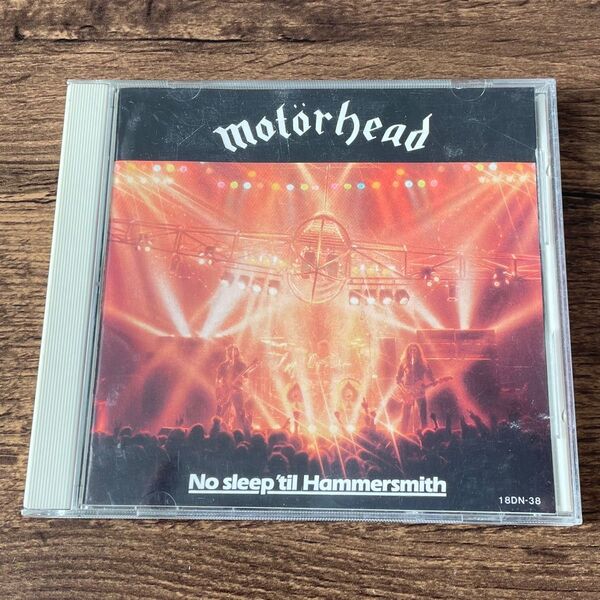 motörhead
No sleep 'til Hammersmith
18DN-38